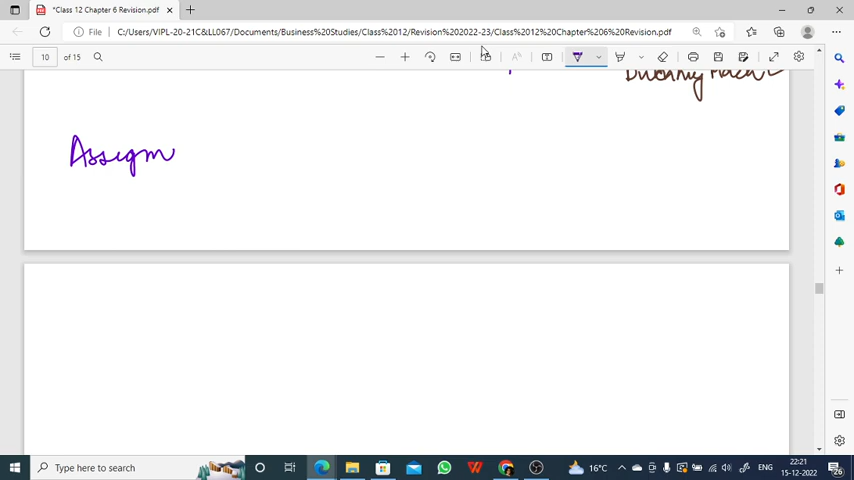 *Class 12 Chapter 6 Revision.pdf
File
C:/Users/VIPL-20-21C&LL067/Documents/Business%20Studies/Class%2012/Revision%202022-23/Class%2012%20Chapter%206%20Revision.pdf
10 of 15
Assignm
Type here to search
16°C
ENG
22:21
15-12-2022
26